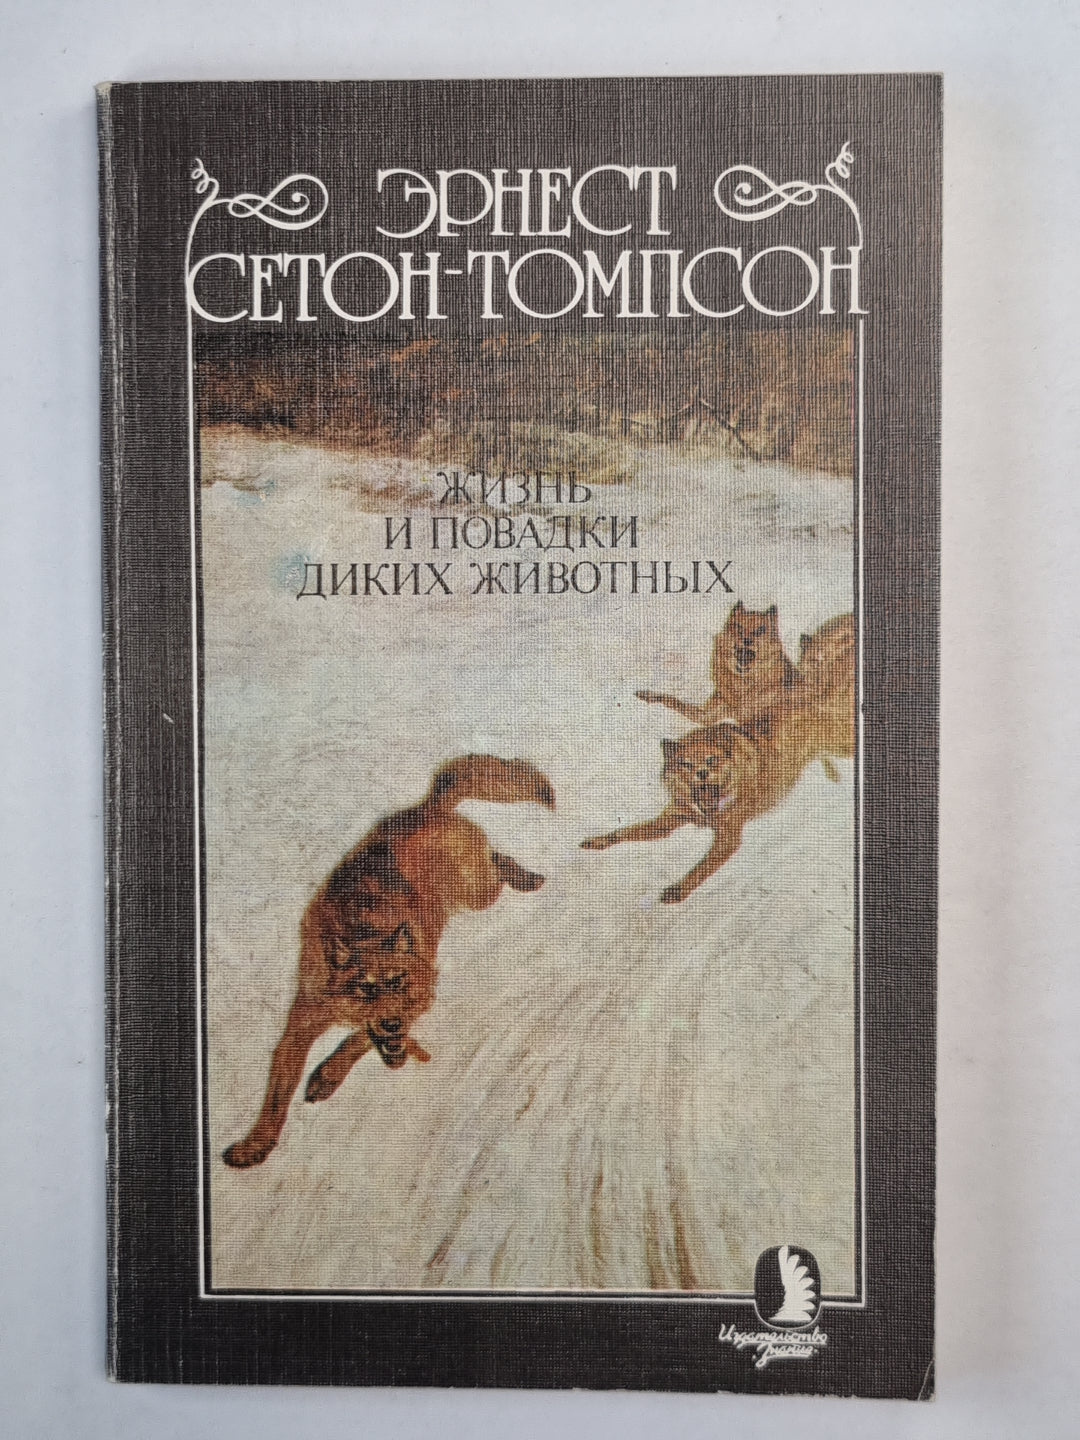 ЭРНЕСТ
СЕТОН-ТОМПСОН
ЖИЗНЬ
И ПОВАДКИ
ДИКИХ ЖИВОТНЫХ
Издательство
·Знание·